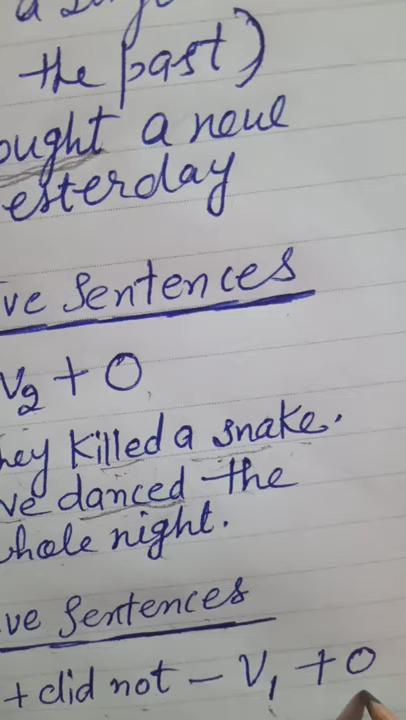 the past)
ought a new
esterday
ve Sentences
V2 + O
hey killed a snake.
ve danced the
whole night.
ve Sentences
+ did not - V1 + O